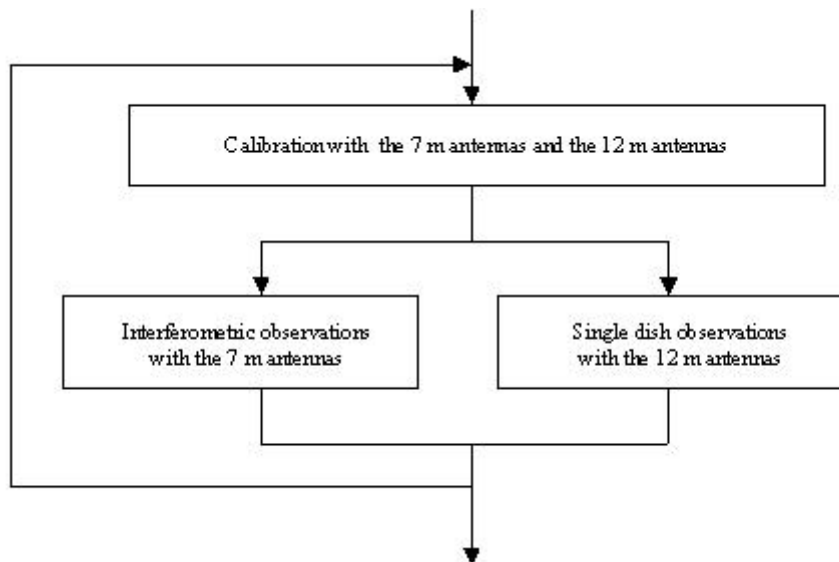 Calibration with the 7 m antennas and the 12 m antennas
Interferometric observations
with the 7 m antennas
Single dish observations
with the 12 m antennas